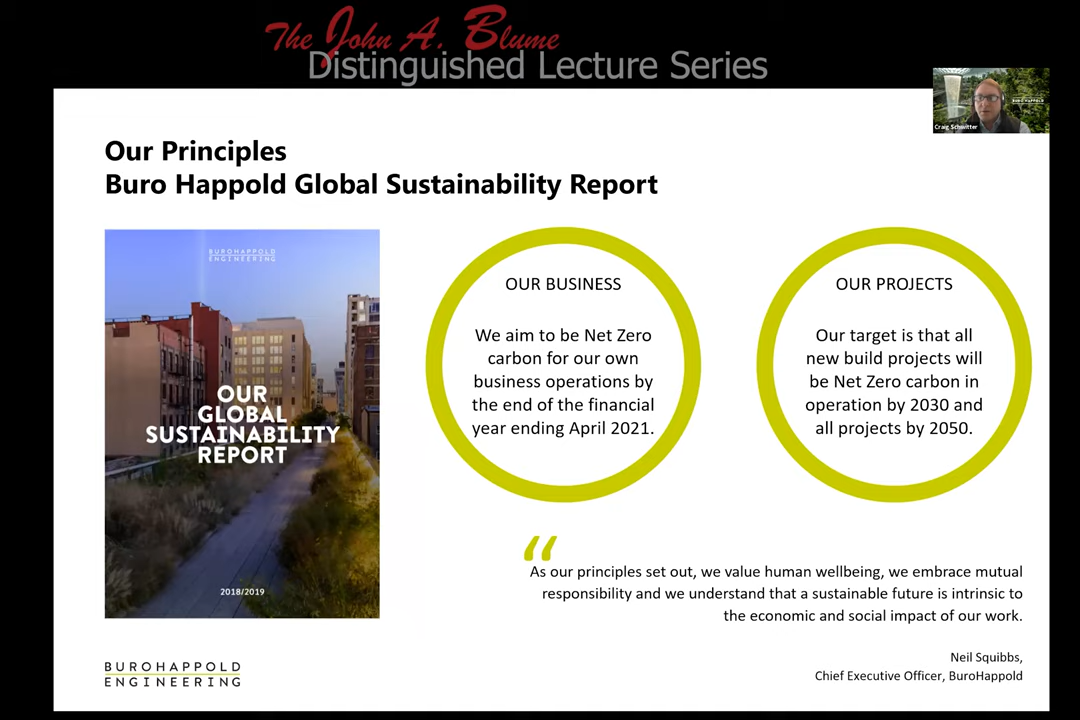 The John A. Blume
Distinguished Lecture Series
BURO HAPPOLD
Craig Schwitter
Our Principles
Buro Happold Global Sustainability Report
BUROHAPPOLD
ENGINEERING
OUR
GLOBAL
SUSTAINABILITY
REPORT
2018/2019
OUR BUSINESS
We aim to be Net Zero
carbon for our own
business operations by
the end of the financial
year ending April 2021.
OUR PROJECTS
Our target is that all
new build projects will
be Net Zero carbon in
operation by 2030 and
all projects by 2050.
“
As our principles set out, we value human wellbeing, we embrace mutual
responsibility and we understand that a sustainable future is intrinsic to
the economic and social impact of our work.
Neil Squibbs,
Chief Executive Officer, BuroHappold
BUROHAPPOLD
ENGINEERING